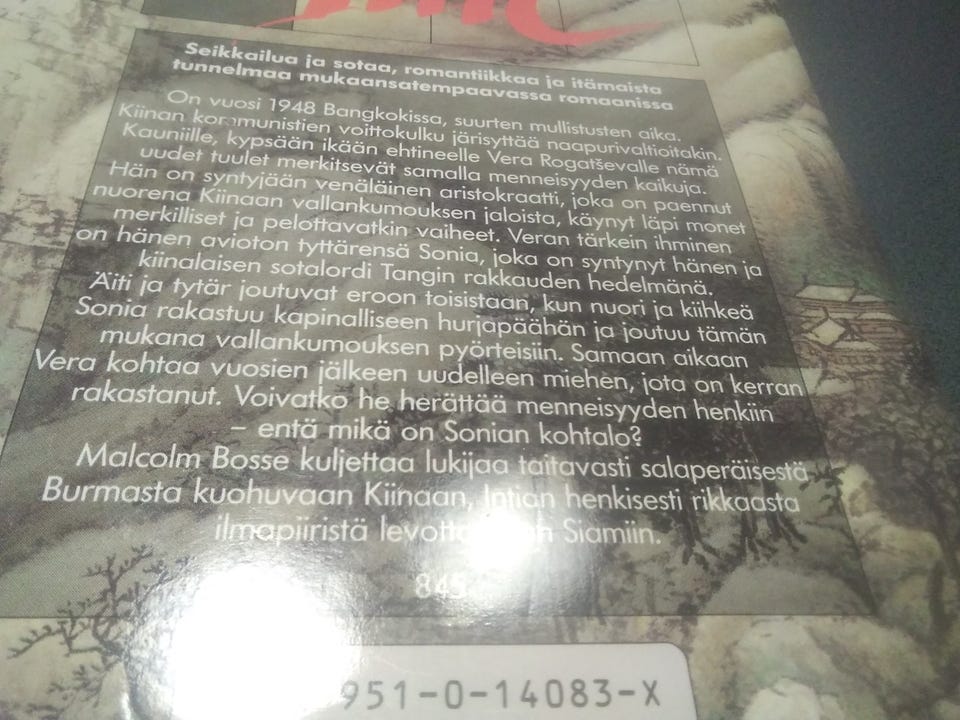 Seikkailua ja sotaa, romantiikkaa ja itämaista
tunnelmaa mukaansatempaavassa romaanissa
On vuosi 1948 Bangkokissa, suurten mullistusten aika.
Kiinan kommunistien voittokulku järisyttää naapurivaltioitakin.
Kauniille, kypsään ikään ehtineelle Vera Rogatševalle nämä
uudet tuulet merkitsevät samalla menneisyyden kaikuja.
Hän on syntyjään venäläinen aristokraatti, joka on paennut
nuorena Kiinaan vallankumouksen jaloista, käynyt läpi monet
merkilliset ja pelottavatkin vaiheet. Veran tärkein ihminen
on hänen avioton tyttärensä Sonia, joka on syntynyt hänen ja
kiinalaisen sotalordi Tangin rakkauden hedelmänä.
Äiti ja tytär joutuvat eroon toisistaan, kun nuori ja kiihkeä
Sonia rakastuu kapinalliseen hurjapäähän ja joutuu tämän
mukana vallankumouksen pyörteisiin. Samaan aikaan
Vera kohtaa vuosien jälkeen uudelleen miehen, jota on kerran
rakastanut. Voivatko he herättää menneisyyden henkiin
– entä mikä on Sonian kohtalo?
Malcolm Bosse kuljettaa lukijaa taitavasti salaperäisestä
Burmasta kuohuvaan Kiinaan, Intian henkisesti rikkaasta
ilmapiiristä Siamiin.
845
951-0-14083-X